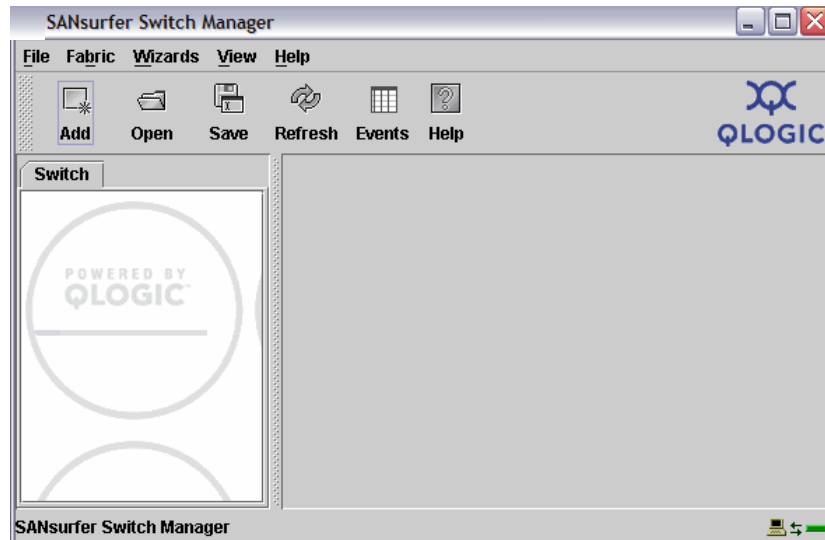 SANsurfer Switch Manager
File Fabric Wizards View Help
Add Open Save Refresh Events Help
QLOGIC
Switch
POWERED BY
QLOGIC
SANsurfer Switch Manager